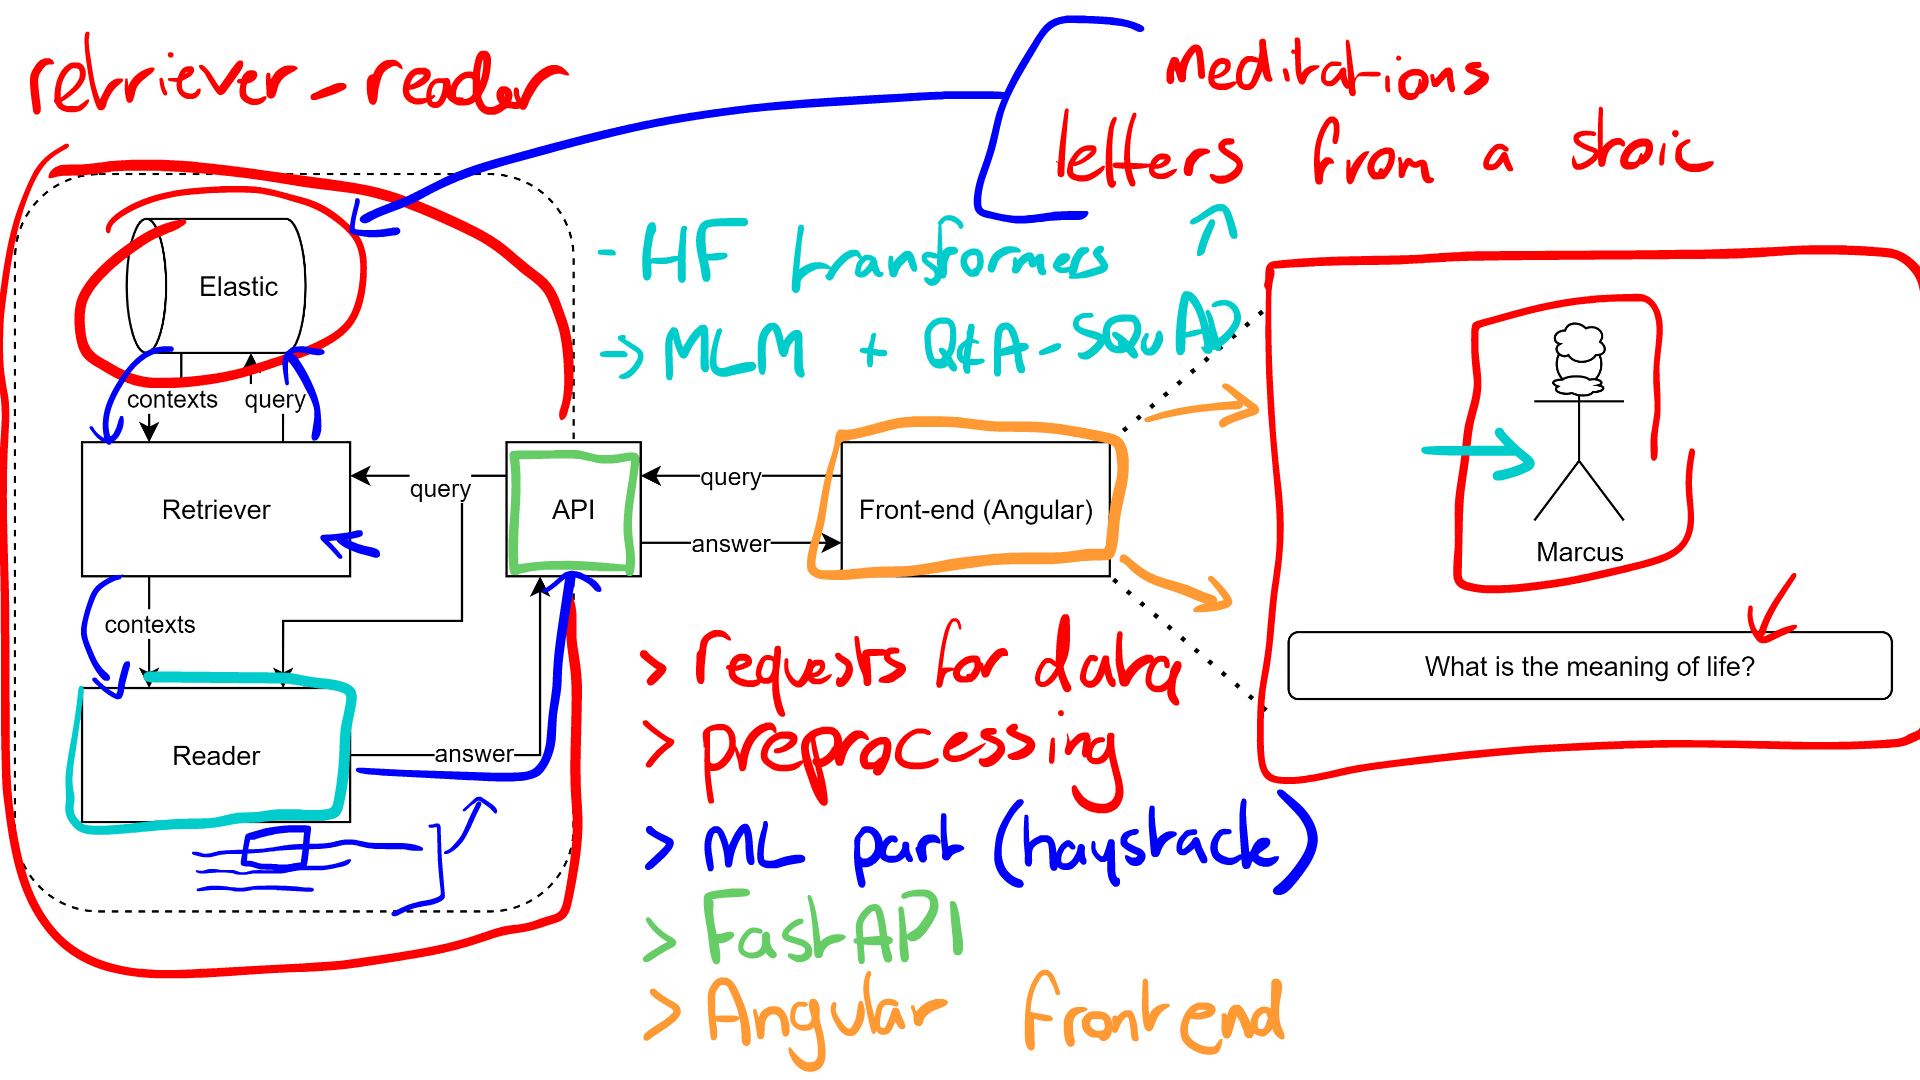 retriever-reader
meditations
letters from a stoic
- HF transformers
→ MLM + Q&A - SQuAD
Elastic
contexts
query
Retriever
query
API
query
answer
Front-end (Angular)
Marcus
What is the meaning of life?
contexts
Reader
answer
> requests for data
> preprocessing
> ML part (haystack)
> FastAPI
> Angular front end